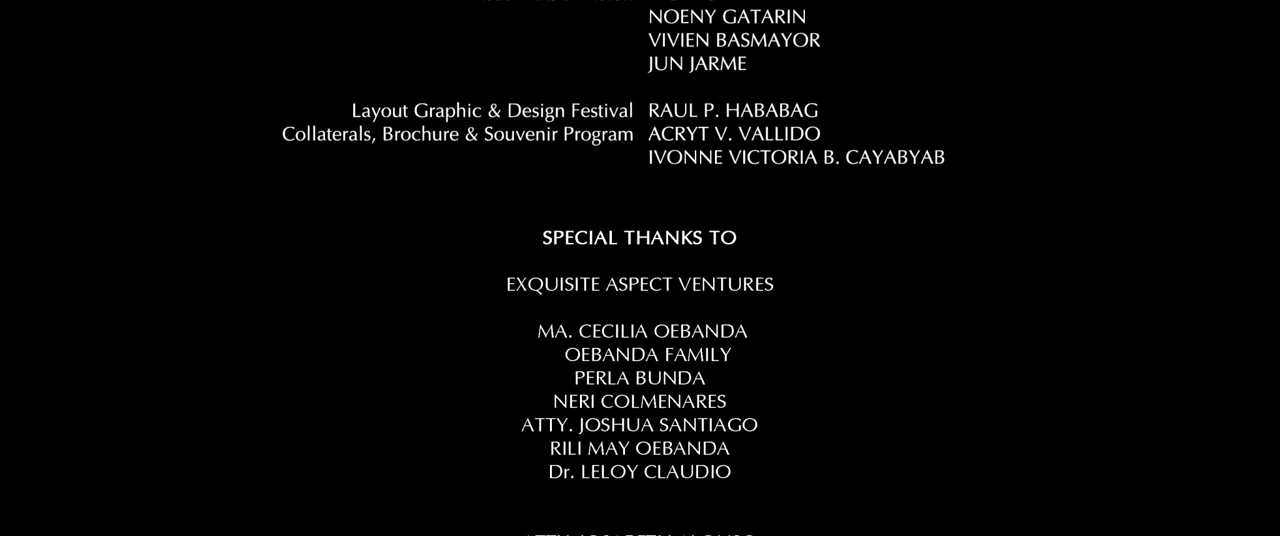 NOENY GATARIN
VIVIEN BASMAYOR
JUN JARME
Layout Graphic & Design Festival RAUL P. HABABAG
Collaterals, Brochure & Souvenir Program ACRYT V. VALLIDO
IVONNE VICTORIA B. CAYABYAB
SPECIAL THANKS TO
EXQUISITE ASPECT VENTURES
MA. CECILIA OEBANDA
OEBANDA FAMILY
PERLA BUNDA
NERI COLMENARES
ATTY. JOSHUA SANTIAGO
RILI MAY OEBANDA
Dr. LELOY CLAUDIO